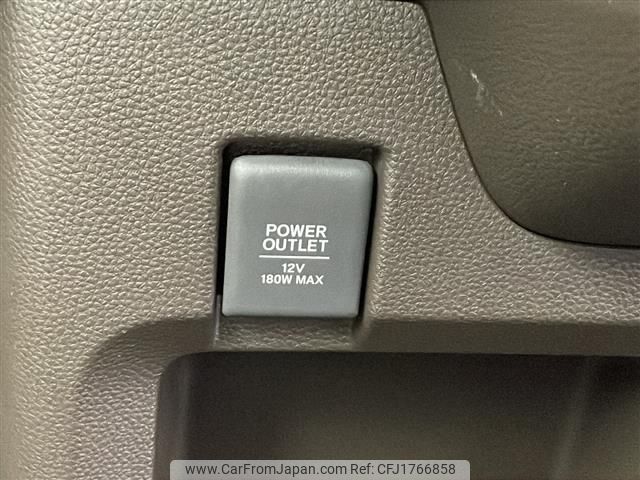 POWER
OUTLET
12V
180W MAX
www.CarFromJapan.com Ref:CFJ1766858